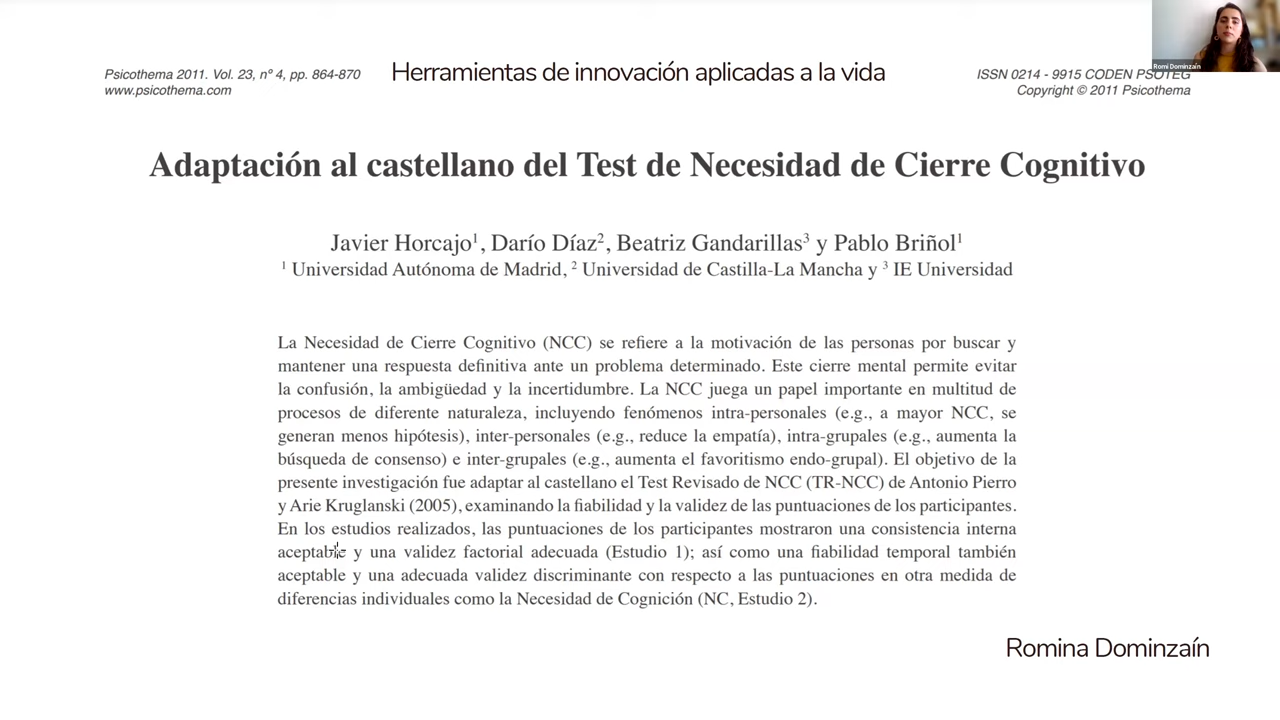 Psicothema 2011. Vol. 23, nº 4, pp. 864-870
www.psicothema.com
Herramientas de innovación aplicadas a la vida
ISSN 0214 - 9915 CODEN PSOTEG
Copyright © 2011 Psicothema
Romi Dominzain
Adaptación al castellano del Test de Necesidad de Cierre Cognitivo
Javier Horcajo¹, Darío Díaz², Beatriz Gandarillas³ y Pablo Briñol¹
¹ Universidad Autónoma de Madrid, ² Universidad de Castilla-La Mancha y ³ IE Universidad
La Necesidad de Cierre Cognitivo (NCC) se refiere a la motivación de las personas por buscar y
mantener una respuesta definitiva ante un problema determinado. Este cierre mental permite evitar
la confusión, la ambigüedad y la incertidumbre. La NCC juega un papel importante en multitud de
procesos de diferente naturaleza, incluyendo fenómenos intra-personales (e.g., a mayor NCC, se
generan menos hipótesis), inter-personales (e.g., reduce la empatía), intra-grupales (e.g., aumenta la
búsqueda de consenso) e inter-grupales (e.g., aumenta el favoritismo endo-grupal). El objetivo de la
presente investigación fue adaptar al castellano el Test Revisado de NCC (TR-NCC) de Antonio Pierro
y Arie Kruglanski (2005), examinando la fiabilidad y la validez de las puntuaciones de los participantes.
En los estudios realizados, las puntuaciones de los participantes mostraron una consistencia interna
aceptable y una validez factorial adecuada (Estudio 1); así como una fiabilidad temporal también
aceptable y una adecuada validez discriminante con respecto a las puntuaciones en otra medida de
diferencias individuales como la Necesidad de Cognición (NC, Estudio 2).
Romina Dominzaín